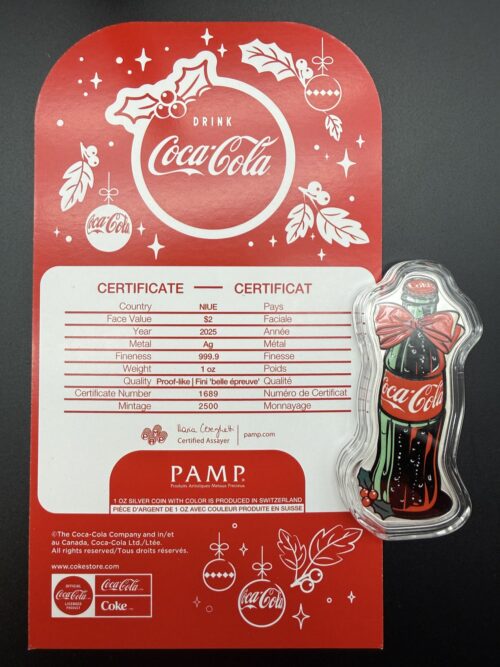 DRINK
Coca-Cola
Coca-Cola
CERTIFICATE — CERTIFICAT
Country NIUE Pays
Face Value $2 Faciale
Year 2025 Année
Metal Ag Métal
Fineness 999.9 Finesse
Weight 1 oz Poids
Quality Proof-like | Fini 'belle épreuve' Qualité
Certificate Number 1689 Numéro de Certificat
Mintage 2500 Monnayage
Certified Assayer | pamp.com
PAMP
Produits Artistiques Métaux Précieux
1 OZ SILVER COIN WITH COLOR IS PRODUCED IN SWITZERLAND
PIÈCE D'ARGENT DE 1 OZ AVEC COULEUR PRODUITE EN SUISSE
©The Coca-Cola Company and in/et
au Canada, Coca-Cola Ltd./Ltée.
All rights reserved/Tous droits réservés.
www.cokestore.com
OFFICIAL
Coca-Cola
LICENSED
PRODUCT
Coca-Cola
Coke
Coca-Cola
Coke
Coca-Cola